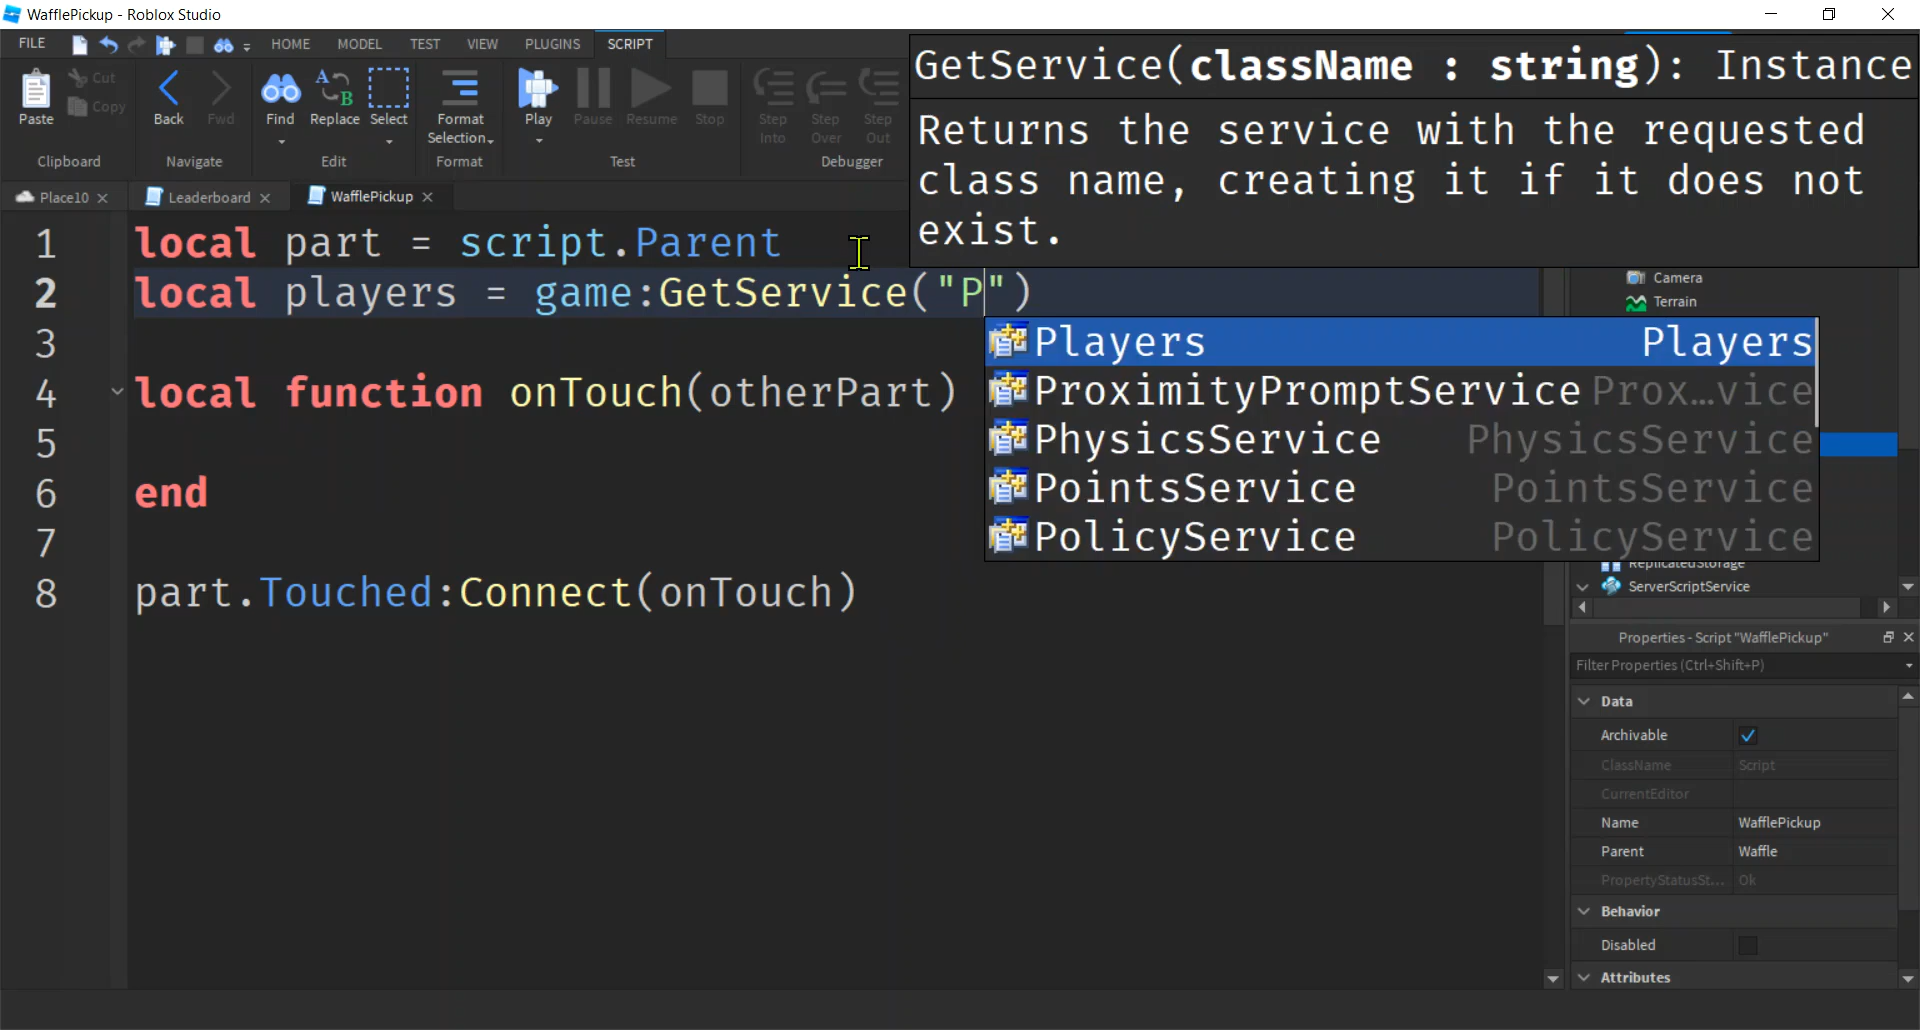 WafflePickup - Roblox Studio
FILE HOME MODEL TEST VIEW PLUGINS SCRIPT
Paste Cut Copy Back Fwd Find Replace Select Format Selection Play Pause Resume Stop Step Into Step Over Step Out
Clipboard Navigate Edit Format Test Debugger
GetService(className : string): Instance
Returns the service with the requested
class name, creating it if it does not
exist.
Place10 Leaderboard WafflePickup
1 local part = script.Parent
2 local players = game:GetService("P")
3
4 local function onTouch(otherPart)
5
6 end
7
8 part.Touched:Connect(onTouch)
Players Players
ProximityPromptService Prox...vice
PhysicsService PhysicsService
PointsService PointsService
PolicyService PolicyService
Camera
Terrain
ReplicatedStorage
ServerScriptService
Properties - Script "WafflePickup"
Filter Properties (Ctrl+Shift+P)
Data
Archivable
ClassName Script
CurrentEditor
Name WafflePickup
Parent Waffle
PropertyStatusSt... Ok
Behavior
Disabled
Attributes